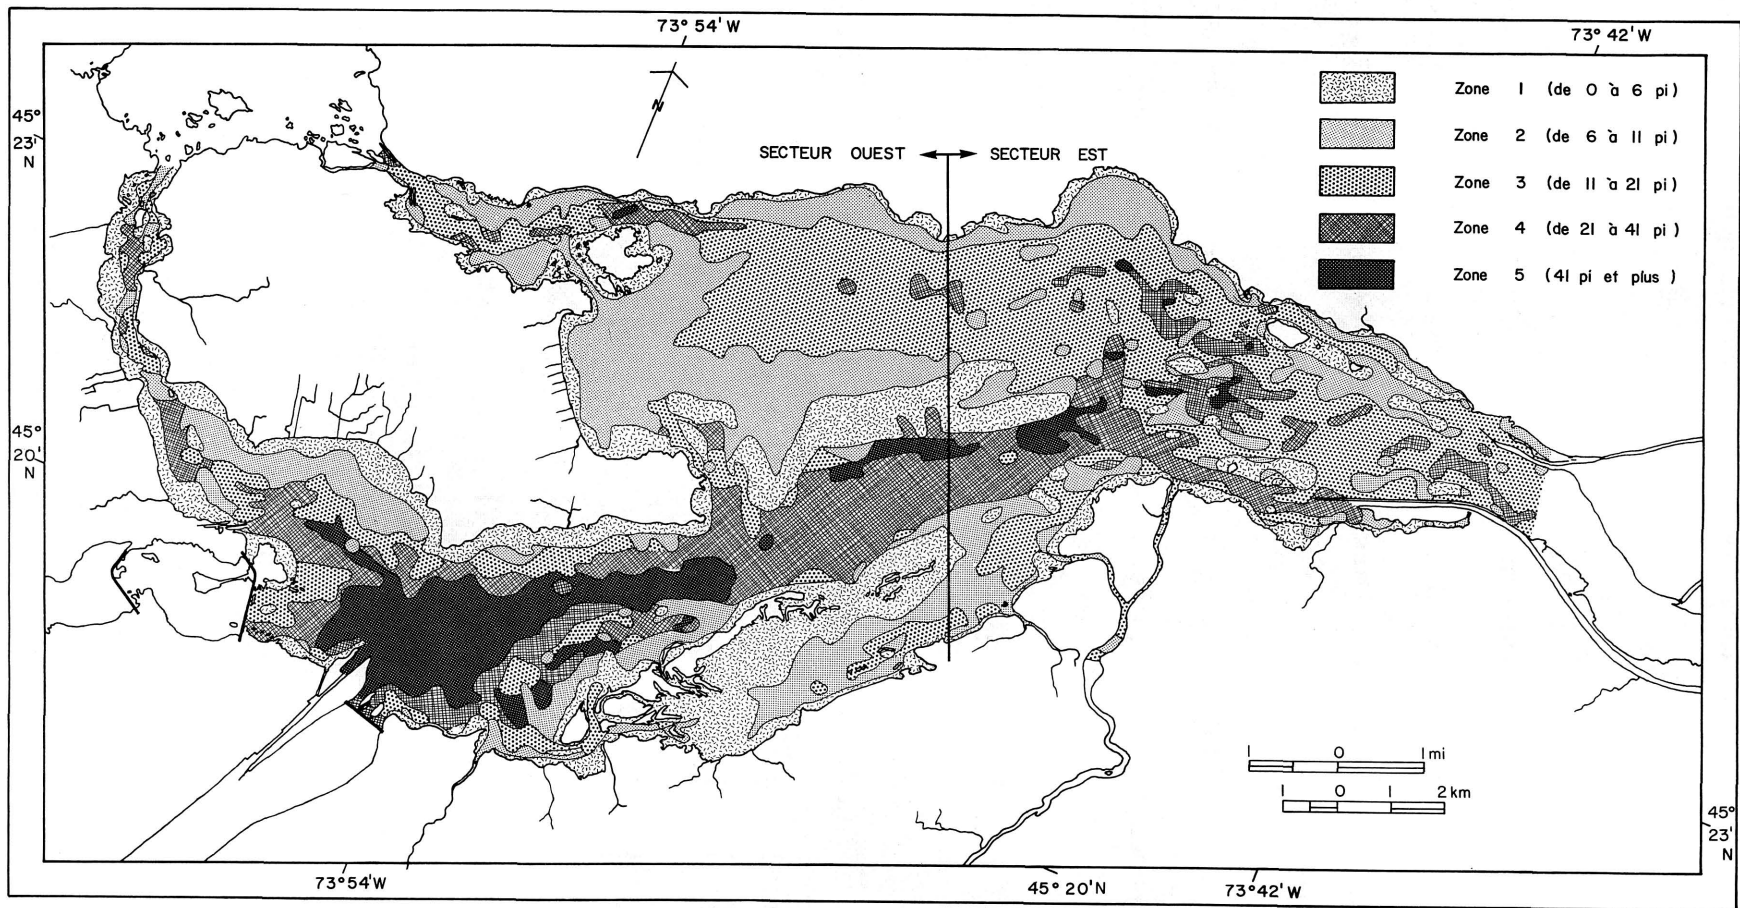 73° 54' W
73° 42' W
45°
23'
N
N
SECTEUR OUEST
SECTEUR EST
Zone 1 (de 0 à 6 pi)
Zone 2 (de 6 à 11 pi)
Zone 3 (de 11 à 21 pi)
Zone 4 (de 21 à 41 pi)
Zone 5 (41 pi et plus)
45°
20'
N
1 0 1 mi
1 0 1 2 km
45°
23'
N
73° 54' W
45° 20' N
73° 42' W